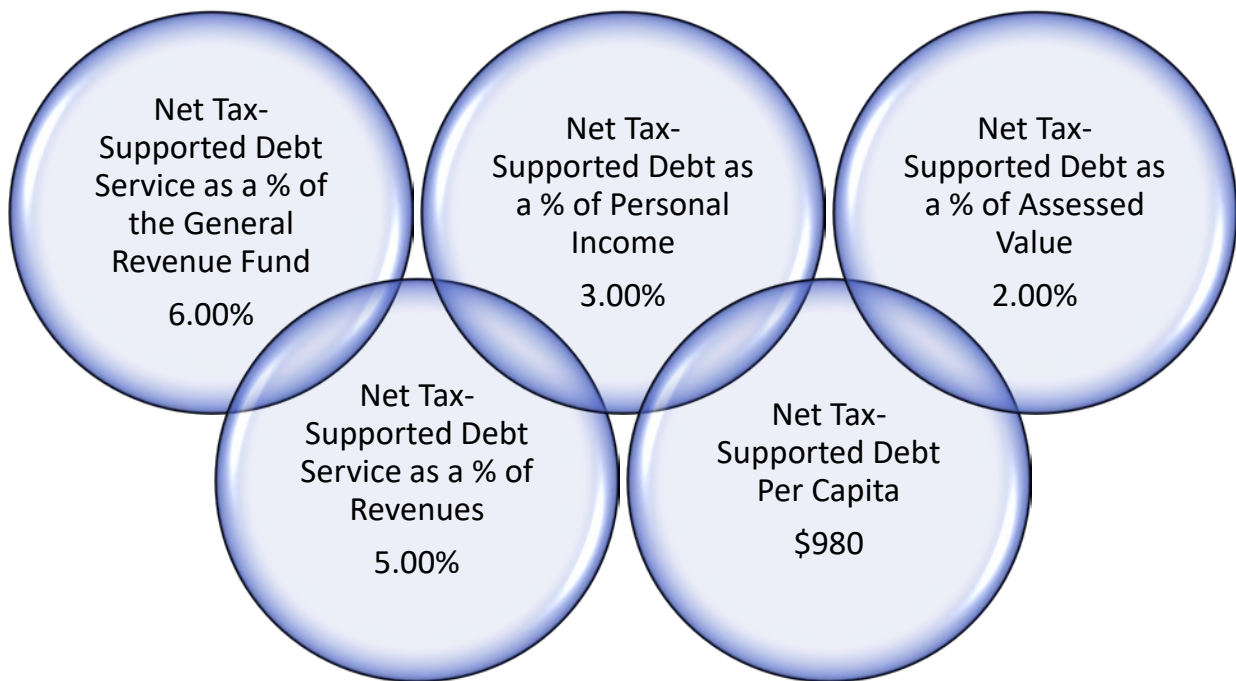 Net Tax-
Supported Debt
Service as a % of
the General
Revenue Fund
6.00%
Net Tax-
Supported Debt
Service as a % of
Revenues
5.00%
Net Tax-
Supported Debt as
a % of Personal
Income
3.00%
Net Tax-
Supported Debt
Per Capita
$980
Net Tax-
Supported Debt as
a % of Assessed
Value
2.00%